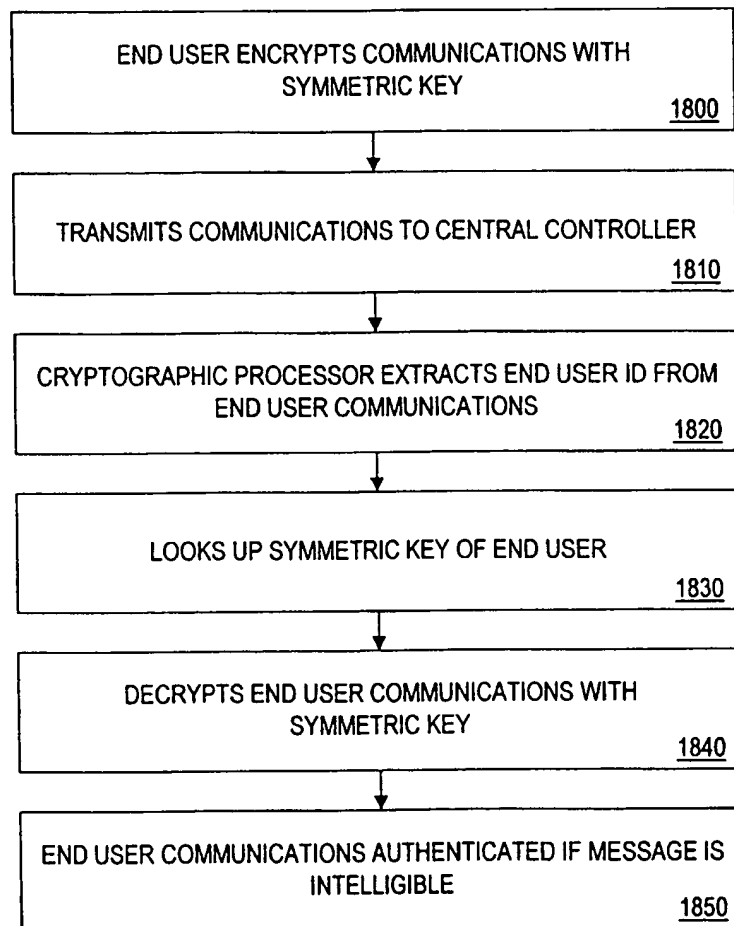 END USER ENCRYPTS COMMUNICATIONS WITH
SYMMETRIC KEY
1800
TRANSMITS COMMUNICATIONS TO CENTRAL CONTROLLER
1810
CRYPTOGRAPHIC PROCESSOR EXTRACTS END USER ID FROM
END USER COMMUNICATIONS
1820
LOOKS UP SYMMETRIC KEY OF END USER
1830
DECRYPTS END USER COMMUNICATIONS WITH
SYMMETRIC KEY
1840
END USER COMMUNICATIONS AUTHENTICATED IF MESSAGE IS
INTELLIGIBLE
1850